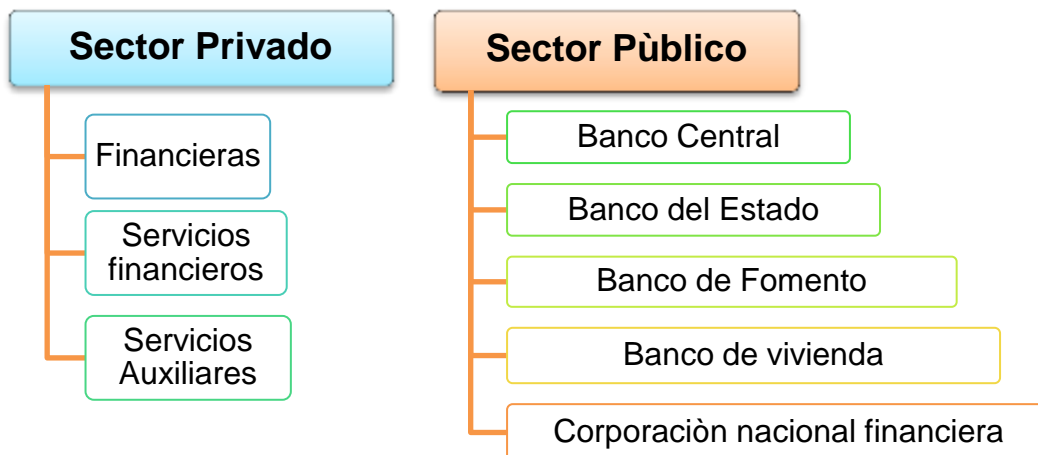 Sector Privado
Financieras
Servicios
financieros
Servicios
Auxiliares
Sector Pùblico
Banco Central
Banco del Estado
Banco de Fomento
Banco de vivienda
Corporaciòn nacional financiera